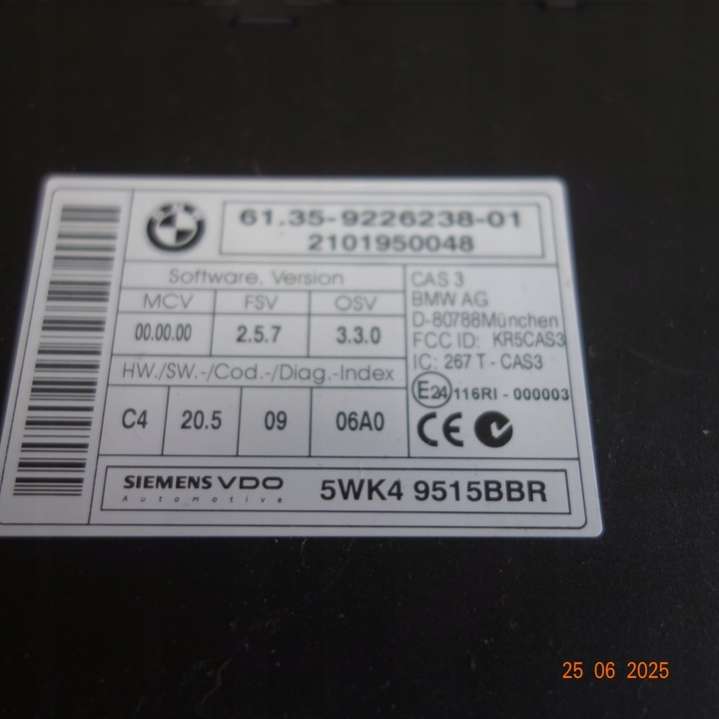 61.35-9226238-01
2101950048
Software, Version
MCV FSV OSV
00.00.00 2.5.7 3.3.0
HW./SW.-/Cod.-/Diag.-Index
C4 20.5 09 06A0
CAS 3
BMW AG
D-80788München
FCC ID: KR5CAS3
IC: 267 T - CAS3
E24 116RI - 000003
CE
SIEMENS VDO
Automotive
5WK4 9515BBR
25 06 2025